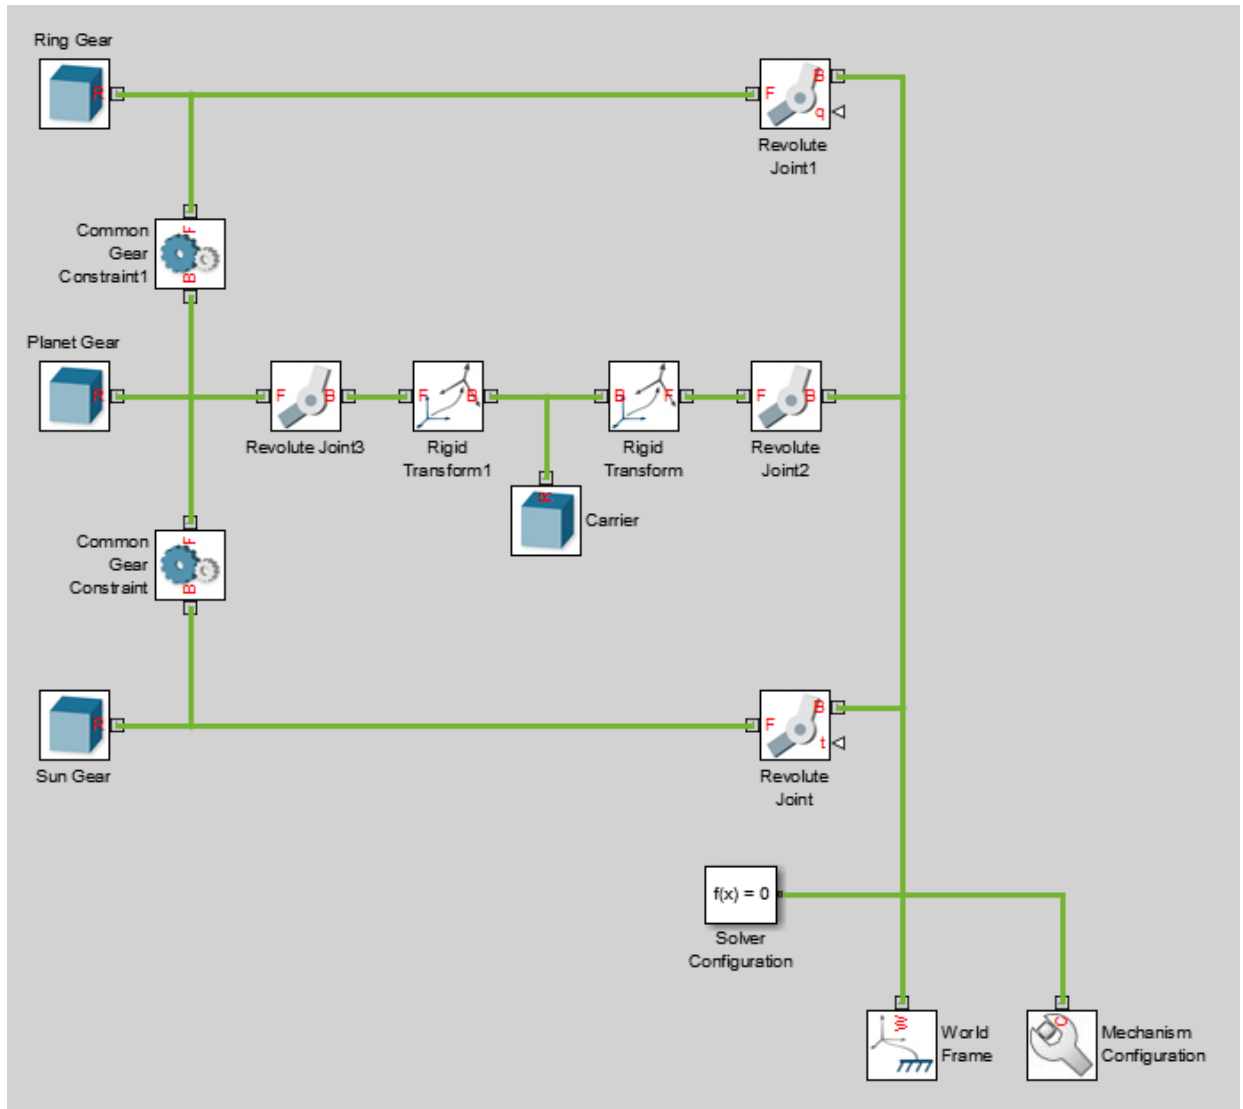 Ring Gear
R
F
B
q
Revolute
Joint1
Common
Gear
Constraint1
F
B
Planet Gear
R
F
B
Revolute Joint3
F
B
Rigid
Transform1
B
F
Rigid
Transform
F
B
Revolute
Joint2
R
Carrier
Common
Gear
Constraint
F
B
R
Sun Gear
F
B
t
Revolute
Joint
f(x) = 0
Solver
Configuration
W
World
Frame
C
Mechanism
Configuration